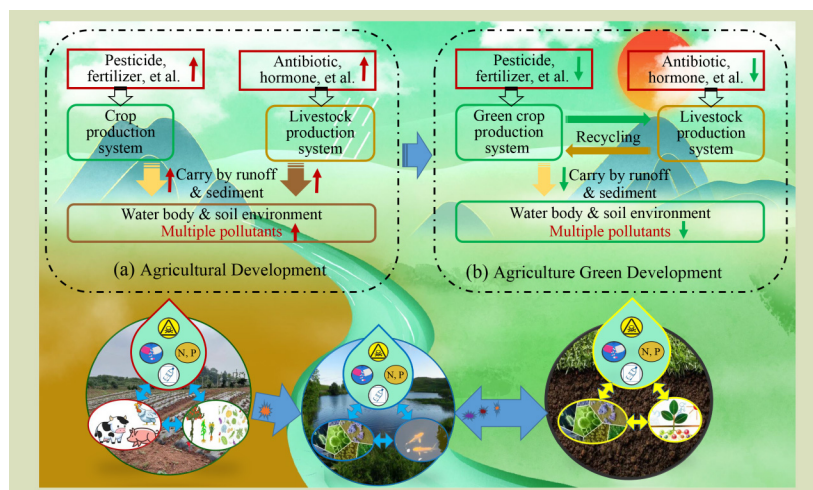 Pesticide,
fertilizer, et al.
Antibiotic,
hormone, et al.
Crop
production
system
Livestock
production
system
Carry by runoff
& sediment
Water body & soil environment
Multiple pollutants
(a) Agricultural Development
Pesticide,
fertilizer, et al.
Antibiotic,
hormone, et al.
Green crop
production
system
Recycling
Livestock
production
system
Carry by runoff
& sediment
Water body & soil environment
Multiple pollutants
(b) Agriculture Green Development
N, P
N, P
N, P